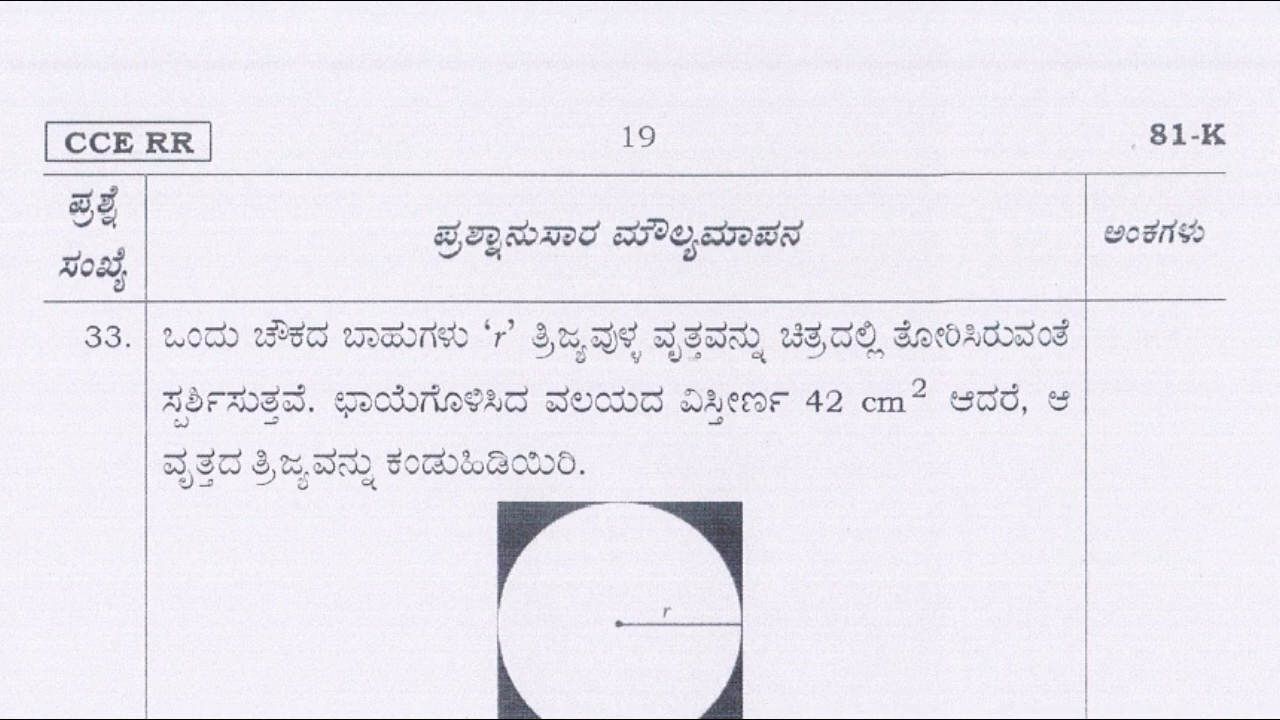 CCE RR 19 81-K
ಪ್ರಶ್ನೆ
ಸಂಖ್ಯೆ ಪ್ರಶ್ನಾನುಸಾರ ಮೌಲ್ಯಮಾಪನ ಅಂಕಗಳು
33. ಒಂದು ಚೌಕದ ಬಾಹುಗಳು ‘r’ ತ್ರಿಜ್ಯವುಳ್ಳ ವೃತ್ತವನ್ನು ಚಿತ್ರದಲ್ಲಿ ತೋರಿಸಿರುವಂತೆ
ಸ್ಪರ್ಶಿಸುತ್ತವೆ. ಛಾಯೆಗೊಳಿಸಿದ ವಲಯದ ವಿಸ್ತೀರ್ಣ 42 cm² ಆದರೆ, ಆ
ವೃತ್ತದ ತ್ರಿಜ್ಯವನ್ನು ಕಂಡುಹಿಡಿಯಿರಿ.
r